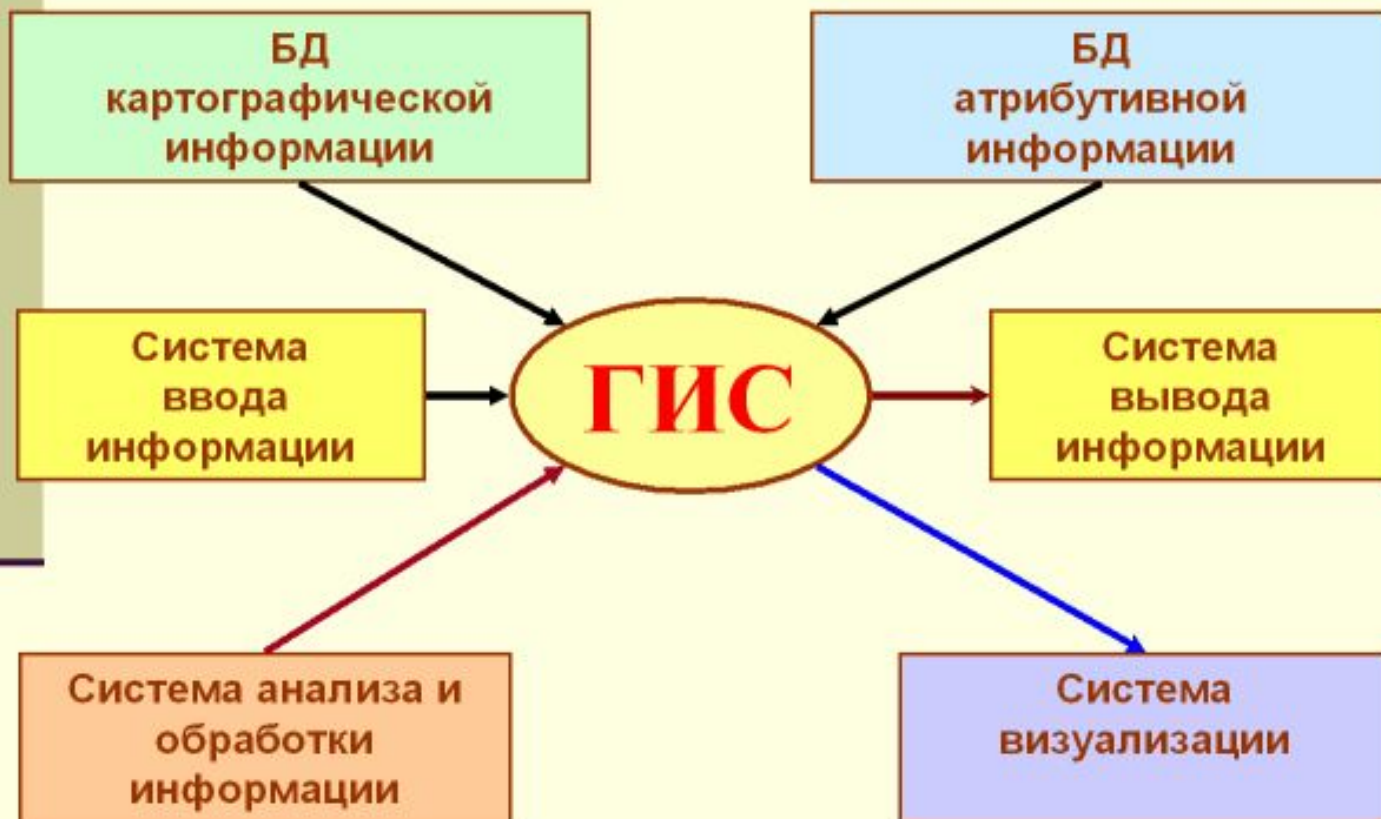 БД
картографической
информации
БД
атрибутивной
информации
Система
ввода
информации
ГИС
Система
вывода
информации
Система анализа и
обработки
информации
Система
визуализации